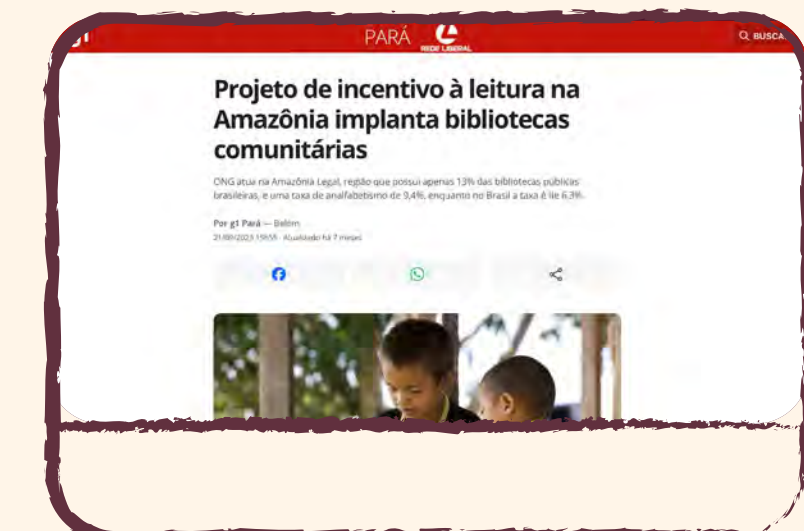 g1
PARÁ
REDE LIBERAL
BUSCA
Projeto de incentivo à leitura na
Amazônia implanta bibliotecas
comunitárias
ONG atua na Amazônia Legal, região que possui apenas 13% das bibliotecas públicas
brasileiras, e uma taxa de analfabetismo de 9,4%, enquanto no Brasil a taxa é de 6,3%.
Por g1 Pará — Belém
Atualizado há 7 meses